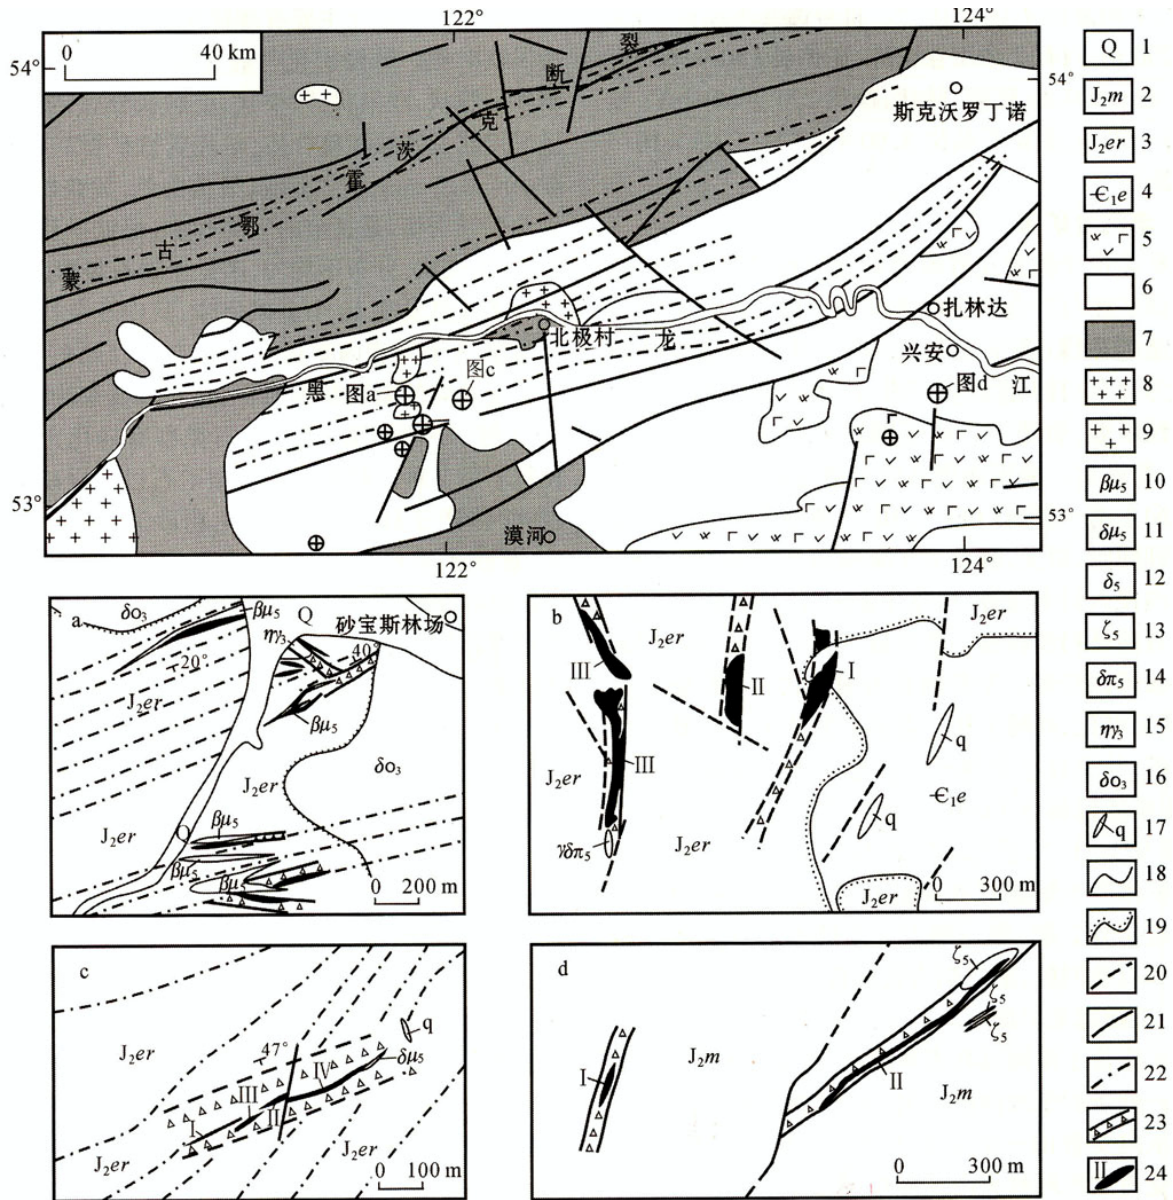 122°
124°
0 40 km
54°
54°
斯克沃罗丁诺
蒙古鄂霍茨克断裂
扎林达
北极村
兴安
黑龙江
图a
图c
图d
53°
53°
漠河
122°
124°
Q 1
J₂m 2
J₂er 3
Є₁e 4
5
6
7
8
9
βμ₅ 10
δμ₅ 11
δ₅ 12
ζ₅ 13
δπ₅ 14
ηγ₃ 15
δο₃ 16
q 17
18
19
20
21
22
23
Ⅱ 24
a
δο₃
βμ₅
Q
砂宝斯林场
ηγ₃
40°
20°
J₂er
βμ₅
δο₃
J₂er
J₂er
Q
βμ₅
βμ₅
βμ₅
0 200 m
b
J₂er
J₂er
Ⅲ
Ⅱ
Ⅰ
q
Ⅲ
J₂er
Є₁e
q
γδπ₅
J₂er
J₂er
0 300 m
c
J₂er
q
47°
δμ₅
Ⅳ
Ⅲ
Ⅰ
Ⅱ
J₂er
J₂er
0 100 m
d
ζ₅
ζ₅
ζ₅
J₂m
Ⅰ
Ⅱ
J₂m
0 300 m